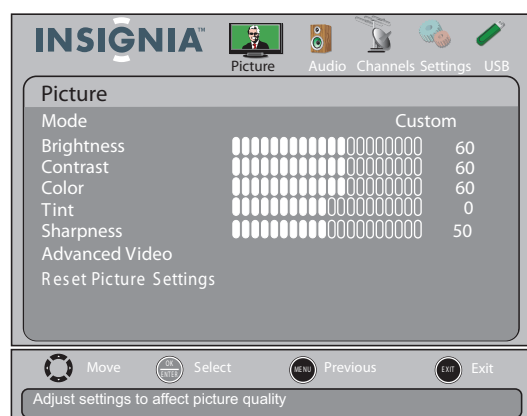 INSIGNIA™
Picture Audio Channels Settings USB
Picture
Mode Custom
Brightness 60
Contrast 60
Color 60
Tint 0
Sharpness 50
Advanced Video
Reset Picture Settings
Move OK ENTER Select MENU Previous EXIT Exit
Adjust settings to affect picture quality